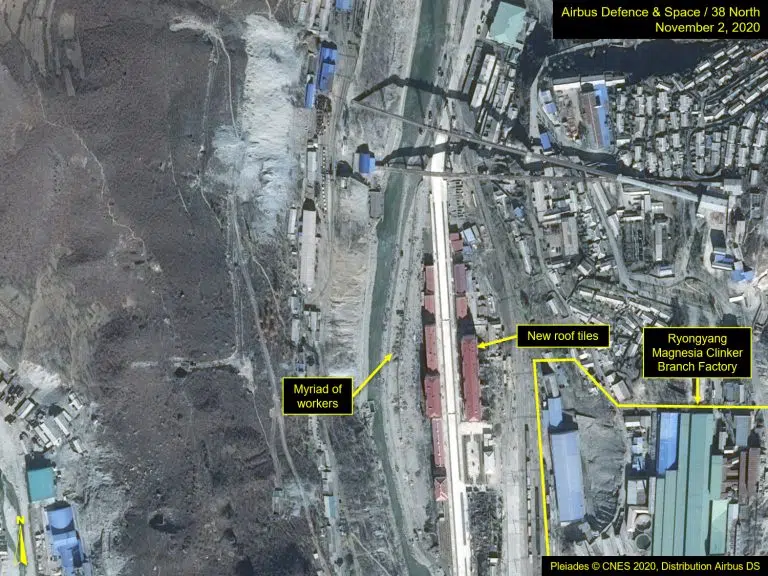 Airbus Defence & Space / 38 North
November 2, 2020
New roof tiles
Ryongyang
Magnesia Clinker
Branch Factory
Myriad of
workers
N
Pleiades © CNES 2020, Distribution Airbus DS